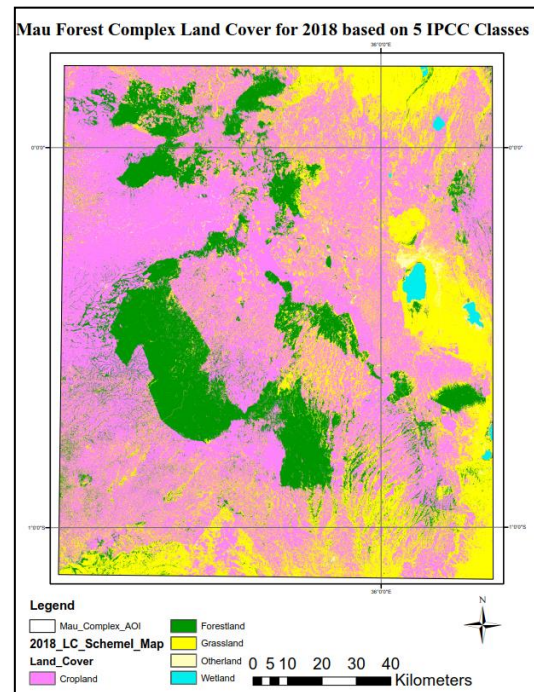 Mau Forest Complex Land Cover for 2018 based on 5 IPCC Classes
36°0'0"E
0°0'0"
0°0'0"
1°0'0"S
1°0'0"S
36°0'0"E
Legend
Mau_Complex_AOI
2018_LC_Schemel_Map
Land_Cover
Cropland
Forestland
Grassland
Otherland
Wetland
N
0 5 10 20 30 40
Kilometers